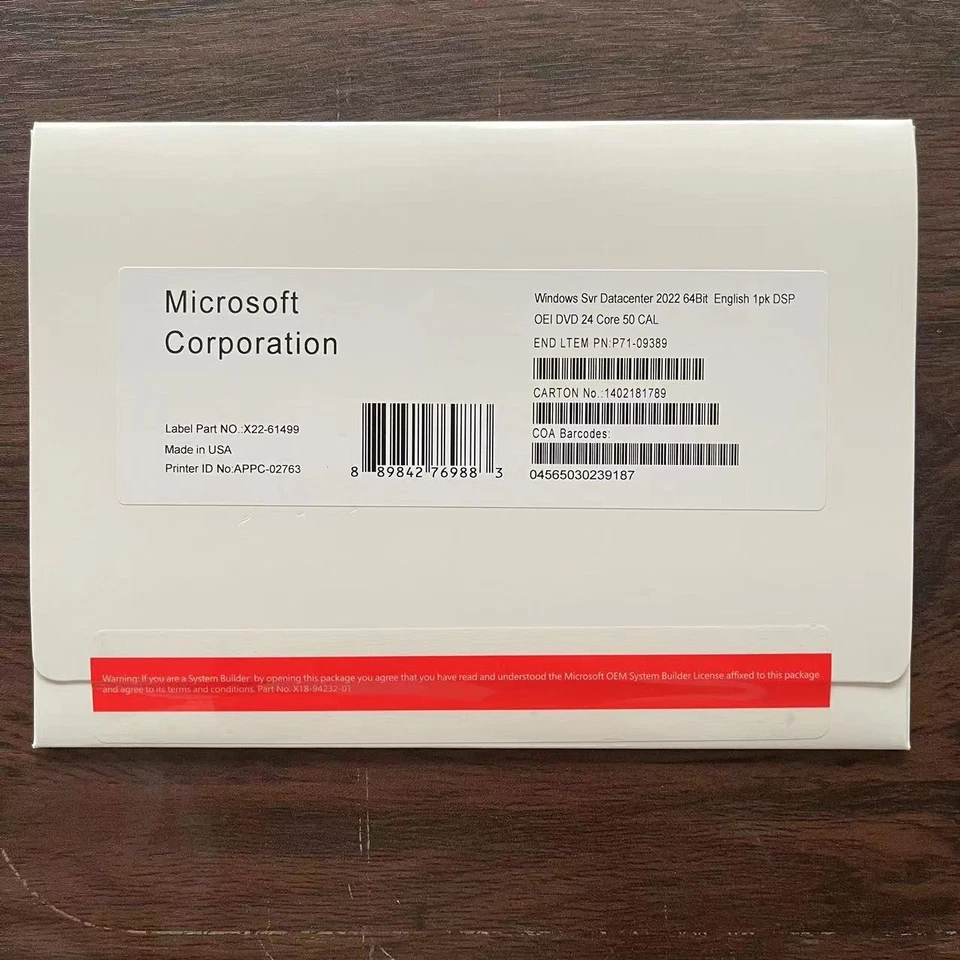 Microsoft
Corporation
Label Part NO.:X22-61499
Made in USA
Printer ID No:APPC-02763
8 89842 76988 3
Windows Svr Datacenter 2022 64Bit English 1pk DSP
OEI DVD 24 Core 50 CAL
END LTEM PN:P71-09389
CARTON No.:1402181789
COA Barcodes:
04565030239187
Warning: If you are a System Builder: by opening this package you agree that you have read and understood the Microsoft OEM System Builder License affixed to this package
and agree to its terms and conditions. Part No. X18-94232-01